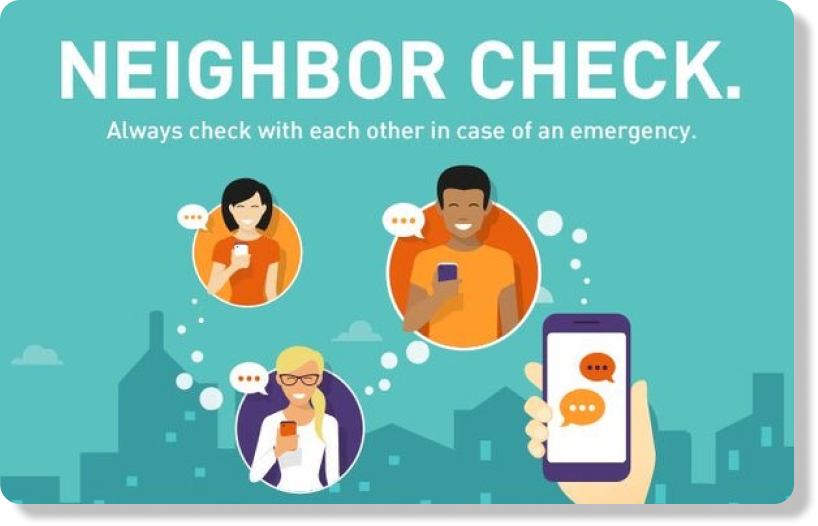 NEIGHBOR CHECK.
Always check with each other in case of an emergency.